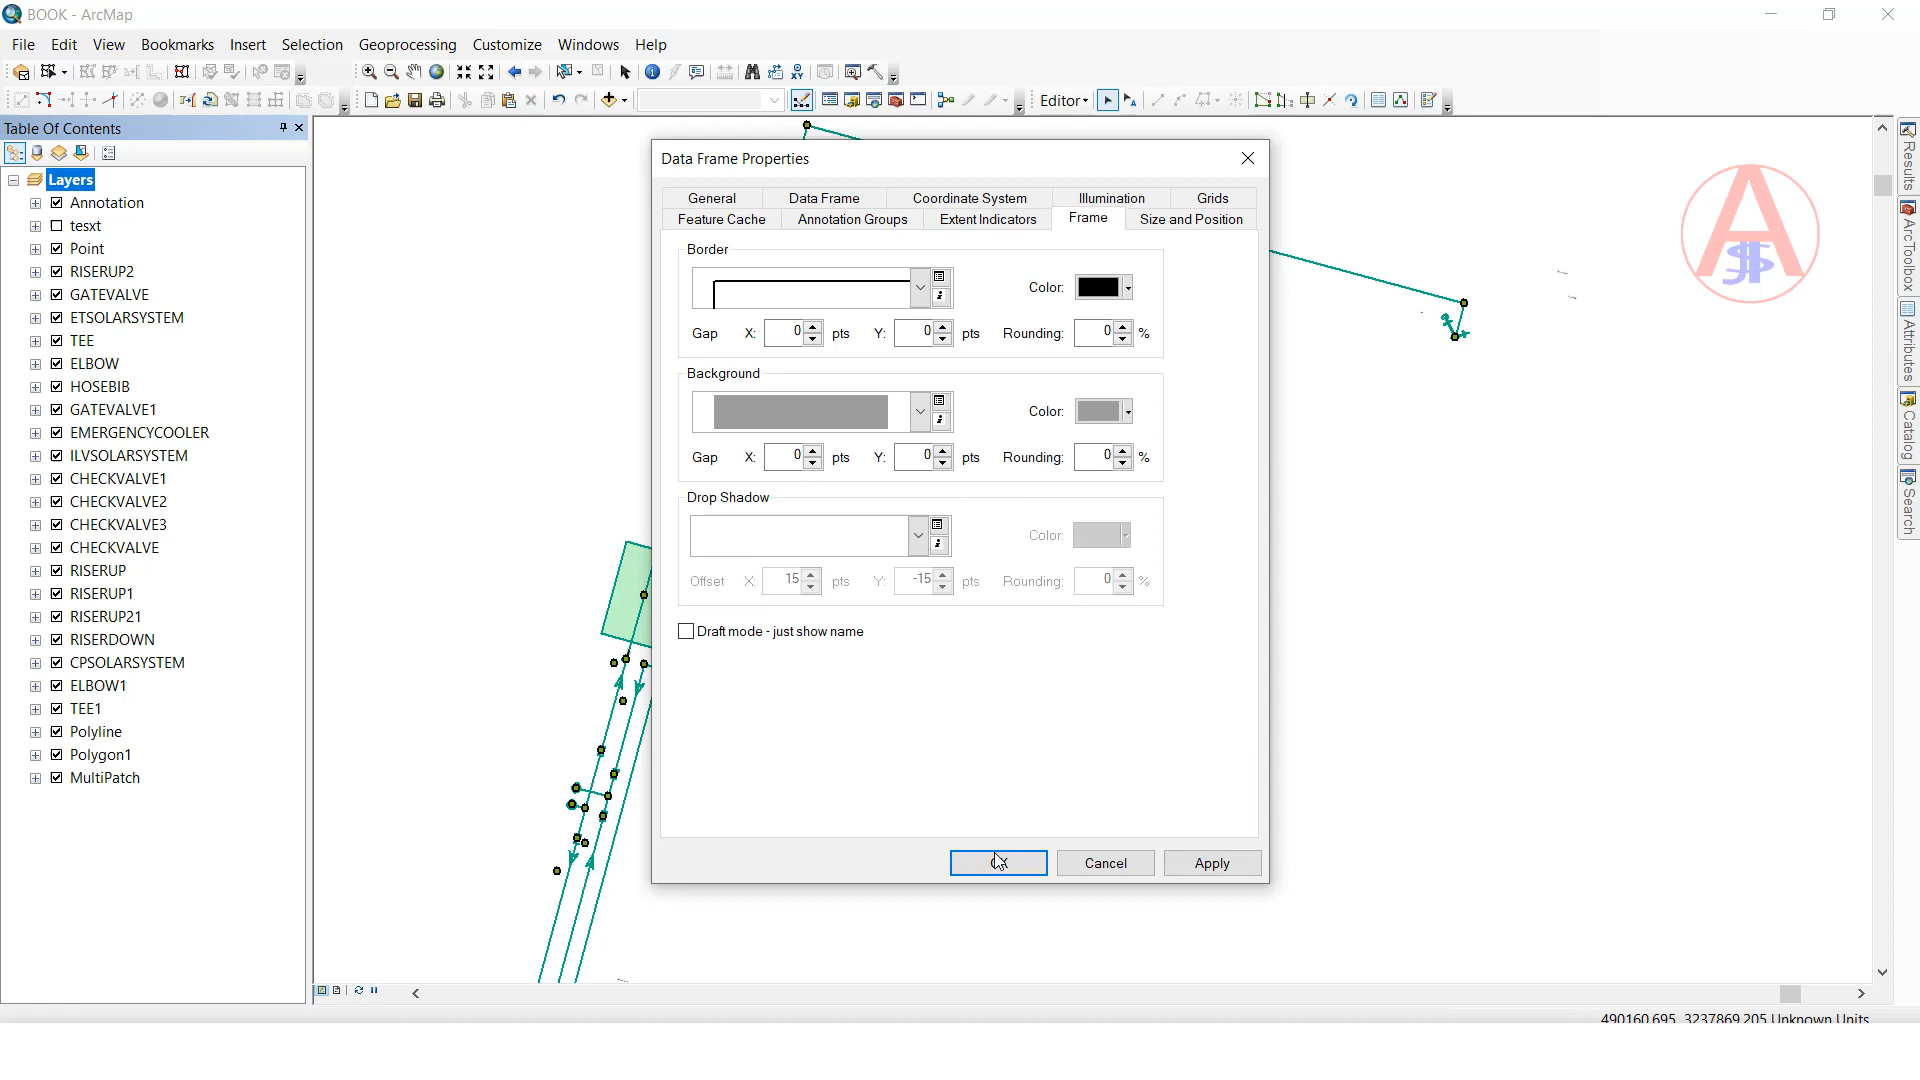 BOOK - ArcMap
File Edit View Bookmarks Insert Selection Geoprocessing Customize Windows Help
Editor
Table Of Contents
Layers
Annotation
tesxt
Point
RISERUP2
GATEVALVE
ETSOLARSYSTEM
TEE
ELBOW
HOSEBIB
GATEVALVE1
EMERGENCYCOOLER
ILVSOLARSYSTEM
CHECKVALVE1
CHECKVALVE2
CHECKVALVE3
CHECKVALVE
RISERUP
RISERUP1
RISERUP21
RISERDOWN
CPSOLARSYSTEM
ELBOW1
TEE1
Polyline
Polygon1
MultiPatch
Data Frame Properties
General Data Frame Coordinate System Illumination Grids
Feature Cache Annotation Groups Extent Indicators Frame Size and Position
Border
Color:
Gap X: 0 pts Y: 0 pts Rounding: 0 %
Background
Color:
Gap X: 0 pts Y: 0 pts Rounding: 0 %
Drop Shadow
Color:
Offset X: 15 pts Y: -15 pts Rounding: 0 %
Draft mode - just show name
OK Cancel Apply
Results
ArcToolbox
Attributes
Catalog
Search
490160.695 3237869.205 Unknown Units